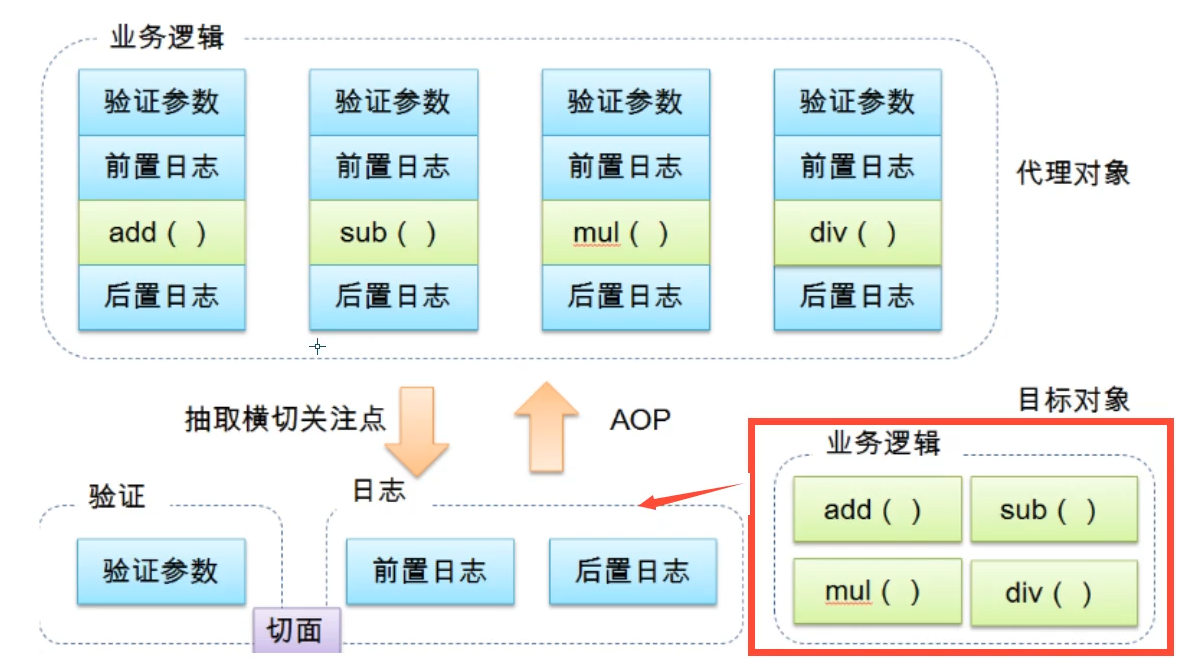 业务逻辑
验证参数 验证参数 验证参数 验证参数
前置日志 前置日志 前置日志 前置日志
代理对象
add（ ） sub（ ） mul（ ） div（ ）
后置日志 后置日志 后置日志 后置日志
抽取横切关注点
AOP
目标对象
业务逻辑
验证
日志
add（ ） sub（ ）
验证参数
前置日志 后置日志
mul（ ） div（ ）
切面